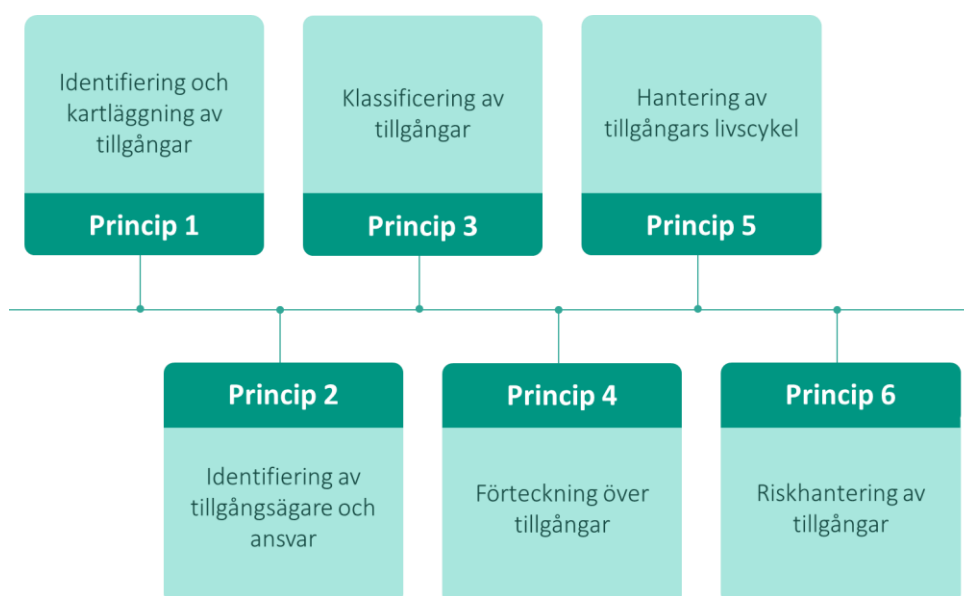 Identifiering och
kartläggning av
tillgångar
Princip 1
Klassificering av
tillgångar
Princip 3
Hantering av
tillgångars livscykel
Princip 5
Princip 2
Identifiering av
tillgångsägare och
ansvar
Princip 4
Förteckning över
tillgångar
Princip 6
Riskhantering av
tillgångar